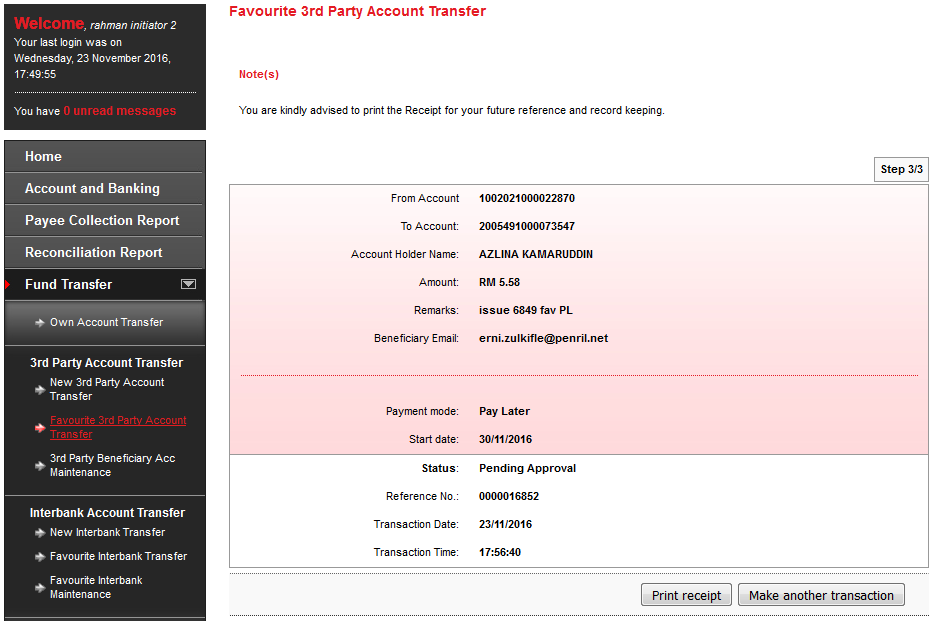 Welcome, rahman initiator 2
Your last login was on
Wednesday, 23 November 2016,
17:49:55
You have 0 unread messages
Home
Account and Banking
Payee Collection Report
Reconciliation Report
Fund Transfer
Own Account Transfer
3rd Party Account Transfer
New 3rd Party Account
Transfer
Favourite 3rd Party Account
Transfer
3rd Party Beneficiary Acc
Maintenance
Interbank Account Transfer
New Interbank Transfer
Favourite Interbank Transfer
Favourite Interbank
Maintenance
Favourite 3rd Party Account Transfer
Note(s)
You are kindly advised to print the Receipt for your future reference and record keeping.
Step 3/3
From Account 1002021000022870
To Account: 2005491000073547
Account Holder Name: AZLINA KAMARUDDIN
Amount: RM 5.58
Remarks: issue 6849 fav PL
Beneficiary Email: erni.zulkifle@penril.net
Payment mode: Pay Later
Start date: 30/11/2016
Status: Pending Approval
Reference No.: 0000016852
Transaction Date: 23/11/2016
Transaction Time: 17:56:40
Print receipt Make another transaction